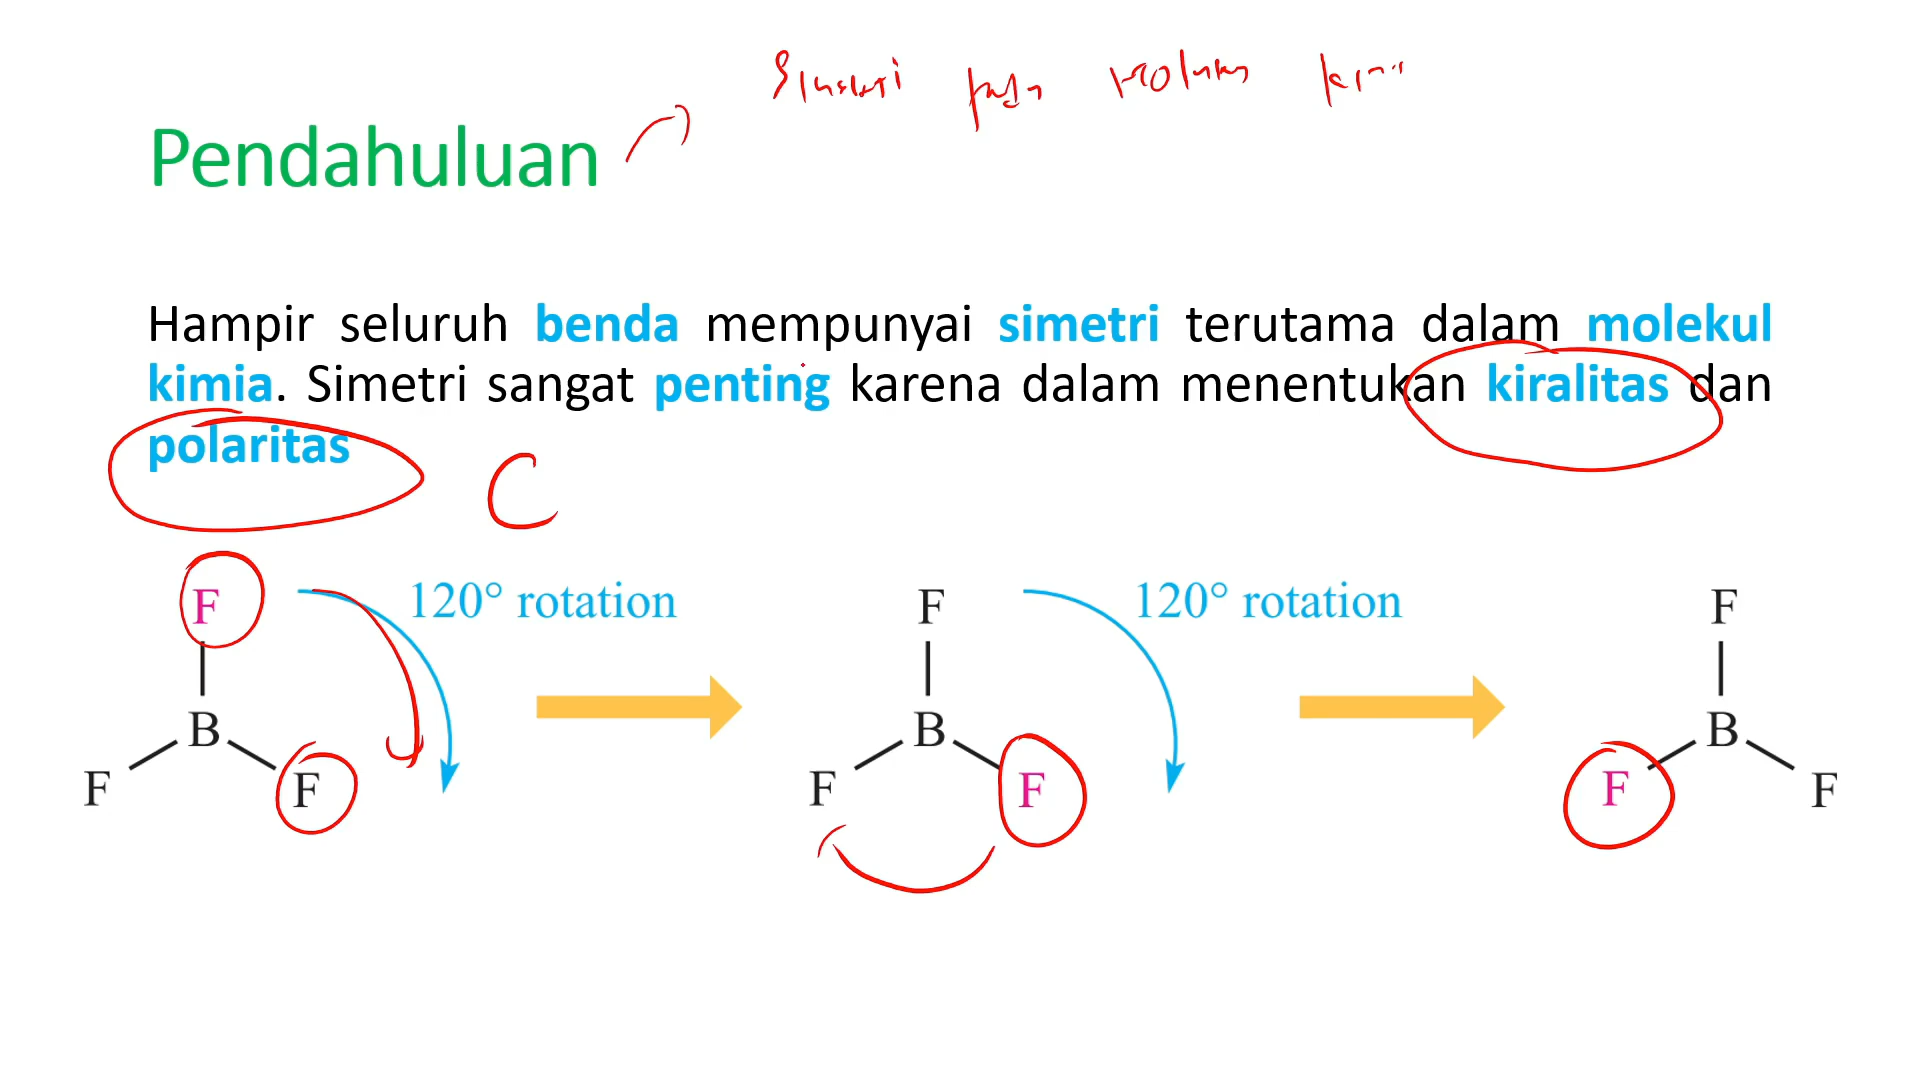 Simetri pada Molekul
Pendahuluan
Hampir seluruh benda mempunyai simetri terutama dalam molekul
kimia. Simetri sangat penting karena dalam menentukan kiralitas dan
polaritas
C
F 120° rotation F 120° rotation F
B B B
F F F F F F